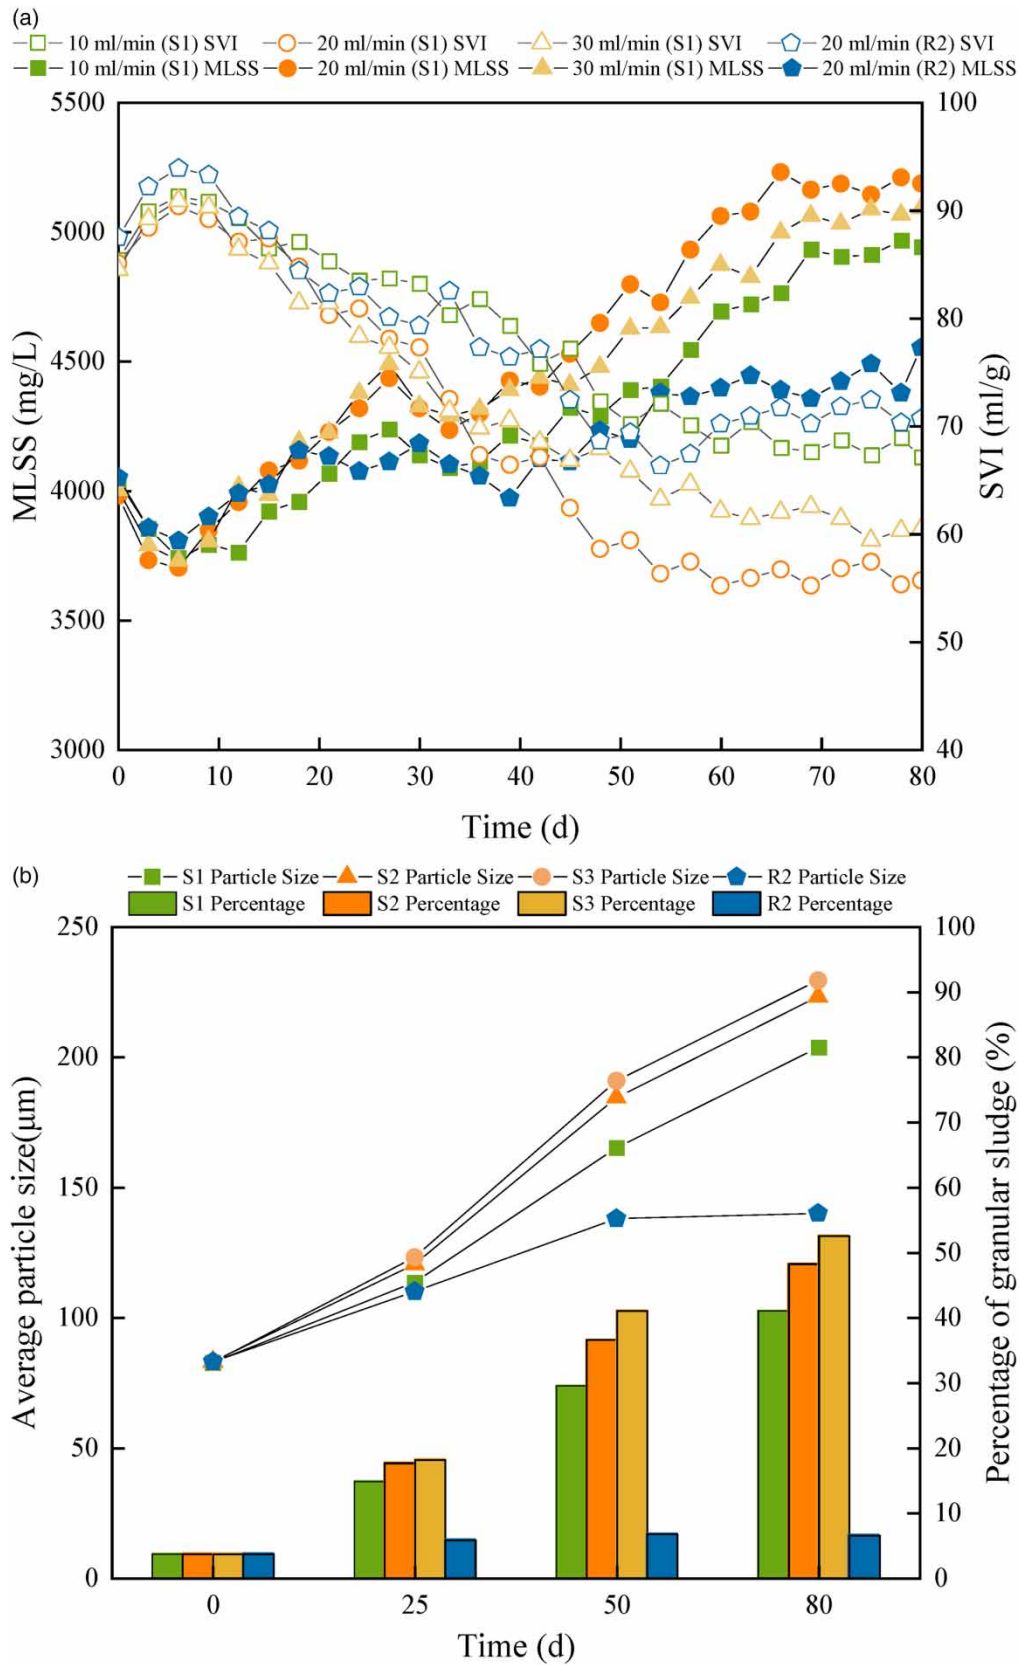 (a)
10 ml/min (S1) SVI 20 ml/min (S1) SVI 30 ml/min (S1) SVI 20 ml/min (R2) SVI
10 ml/min (S1) MLSS 20 ml/min (S1) MLSS 30 ml/min (S1) MLSS 20 ml/min (R2) MLSS
5500 100
90
5000
80
4500
70
4000
60
3500
50
3000 40
MLSS (mg/L)
SVI (ml/g)
0 10 20 30 40 50 60 70 80
Time (d)
(b)
S1 Particle Size S2 Particle Size S3 Particle Size R2 Particle Size
S1 Percentage S2 Percentage S3 Percentage R2 Percentage
250 100
90
200 80
70
150 60
50
100 40
30
50 20
10
0 0
Average particle size(μm)
Percentage of granular sludge (%)
0 25 50 80
Time (d)